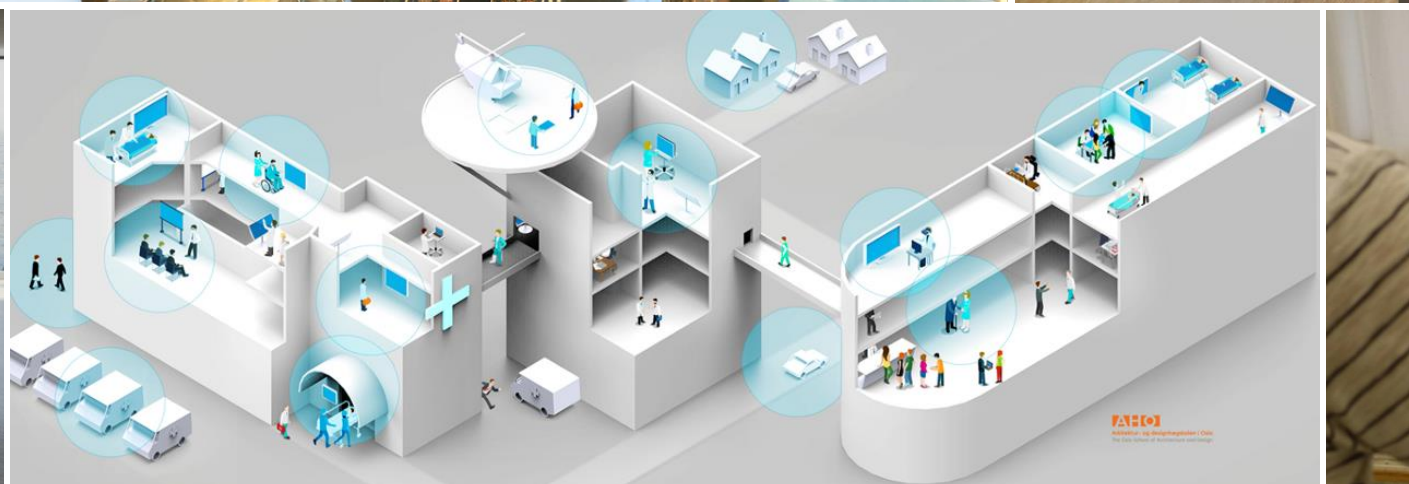 AHO
Arkitektur- og designhøgskolen i Oslo
The Oslo School of Architecture and Design